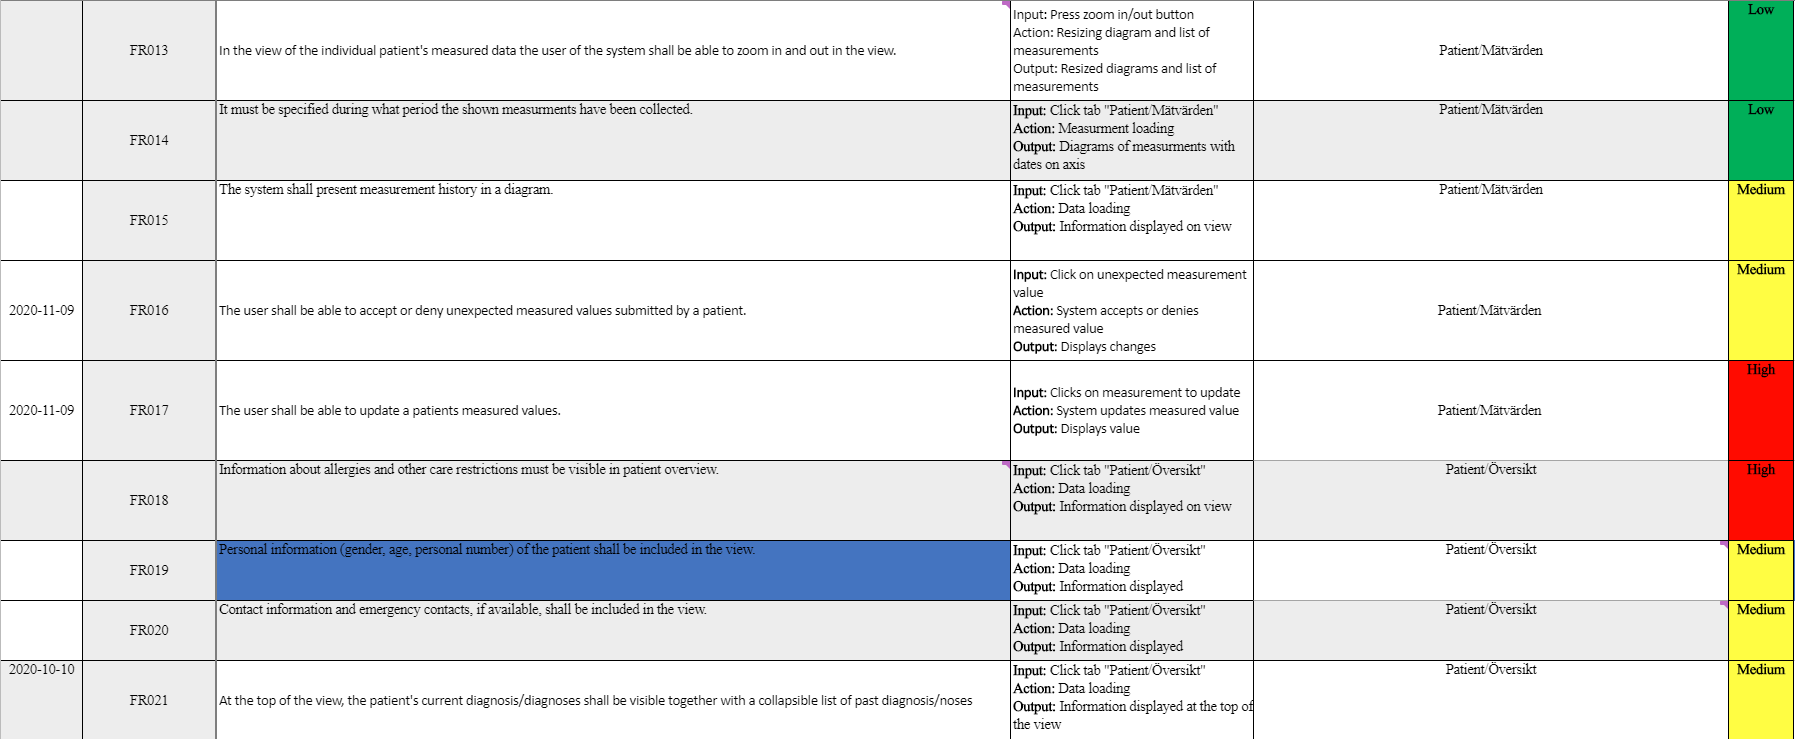 FR013
In the view of the individual patient's measured data the user of the system shall be able to zoom in and out in the view.
Input: Press zoom in/out button
Action: Resizing diagram and list of
measurements
Output: Resized diagrams and list of
measurements
Patient/Mätvärden
Low
FR014
It must be specified during what period the shown measurments have been collected.
Input: Click tab "Patient/Mätvärden"
Action: Measurment loading
Output: Diagrams of measurments with
dates on axis
Patient/Mätvärden
Low
FR015
The system shall present measurement history in a diagram.
Input: Click tab "Patient/Mätvärden"
Action: Data loading
Output: Information displayed on view
Patient/Mätvärden
Medium
2020-11-09
FR016
The user shall be able to accept or deny unexpected measured values submitted by a patient.
Input: Click on unexpected measurement
value
Action: System accepts or denies
measured value
Output: Displays changes
Patient/Mätvärden
Medium
2020-11-09
FR017
The user shall be able to update a patients measured values.
Input: Clicks on measurement to update
Action: System updates measured value
Output: Displays value
Patient/Mätvärden
High
FR018
Information about allergies and other care restrictions must be visible in patient overview.
Input: Click tab "Patient/Översikt"
Action: Data loading
Output: Information displayed on view
Patient/Översikt
High
FR019
Personal information (gender, age, personal number) of the patient shall be included in the view.
Input: Click tab "Patient/Översikt"
Action: Data loading
Output: Information displayed
Patient/Översikt
Medium
FR020
Contact information and emergency contacts, if available, shall be included in the view.
Input: Click tab "Patient/Översikt"
Action: Data loading
Output: Information displayed
Patient/Översikt
Medium
2020-10-10
FR021
At the top of the view, the patient's current diagnosis/diagnoses shall be visible together with a collapsible list of past diagnosis/noses
Input: Click tab "Patient/Översikt"
Action: Data loading
Output: Information displayed at the top of
the view
Patient/Översikt
Medium